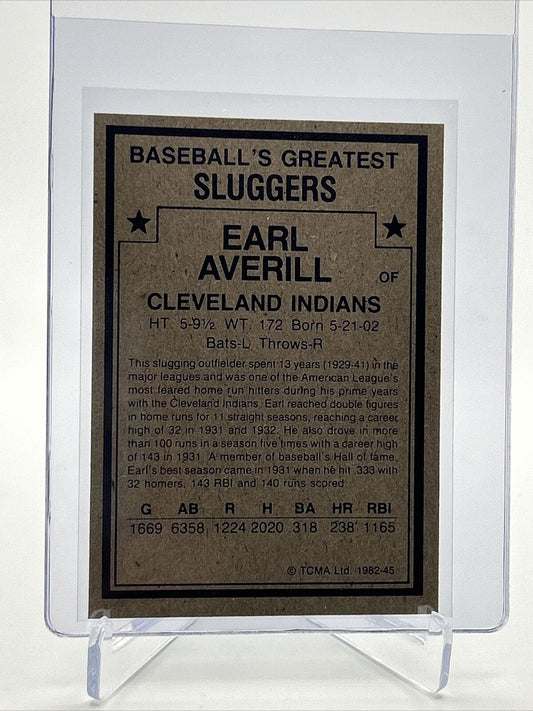 BASEBALL'S GREATEST
SLUGGERS
EARL
AVERILL
OF
CLEVELAND INDIANS
HT. 5-9½ WT. 172 Born 5-21-02
Bats-L Throws-R
This slugging outfielder spent 13 years (1929-41) in the
major leagues and was one of the American League's
most feared home run hitters during his prime years
with the Cleveland Indians. Earl reached double figures
in home runs for 11 straight seasons, reaching a career
high of 32 in 1931 and 1932. He also drove in more
than 100 runs in a season five times with a career high
of 143 in 1931. A member of baseball's Hall of fame,
Earl's best season came in 1931 when he hit .333 with
32 homers, 143 RBI and 140 runs scored.
G AB R H BA HR RBI
1669 6358 1224 2020 .318 238 1165
© TCMA Ltd. 1982-45